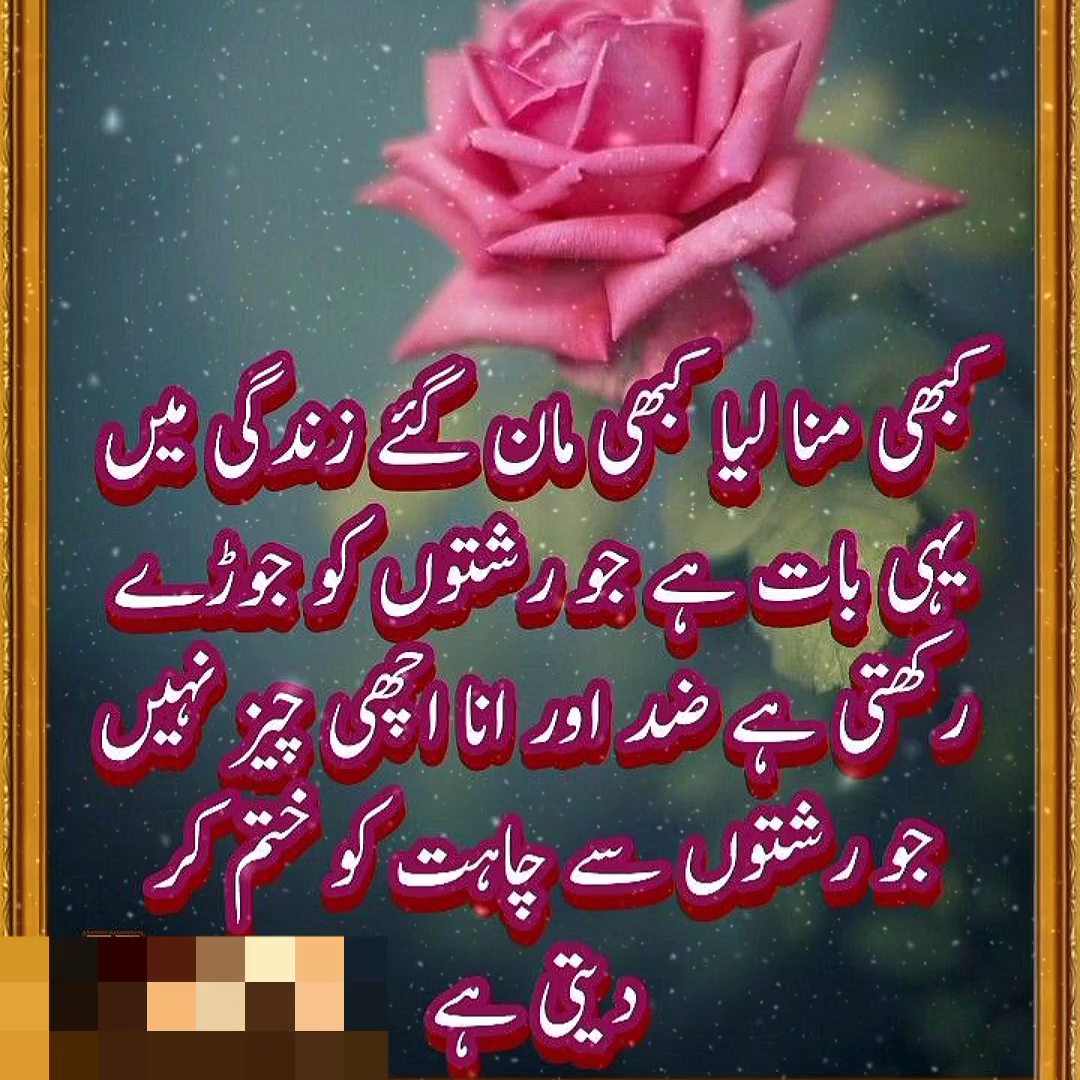 کبھی منا لیا کبھی مان گئے زندگی میں
یہی بات ہے جو رشتوں کو جوڑے
رکھتی ہے ضد اور انا اچھی چیز نہیں
جو رشتوں سے چاہت کو ختم کر
دیتی ہے